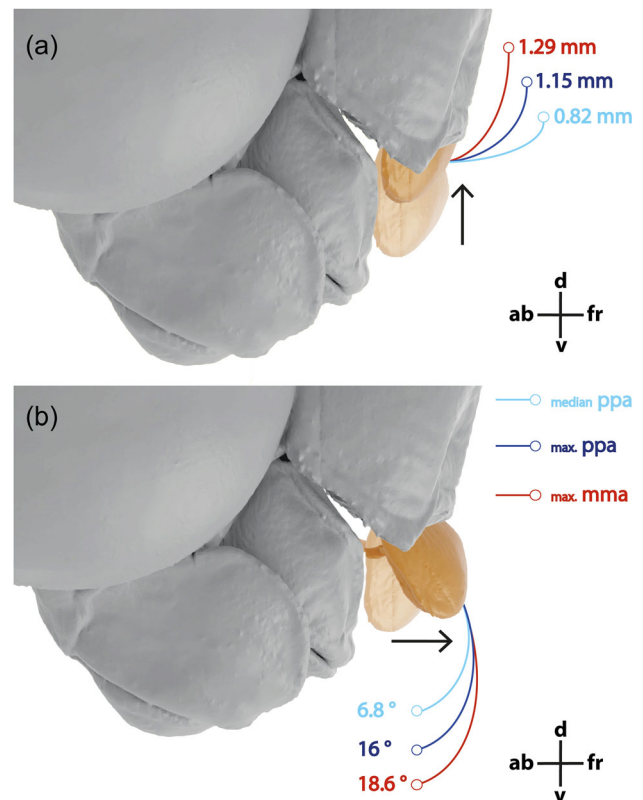 (a)
1.29 mm
1.15 mm
0.82 mm
d
ab fr
v
(b)
median ppa
max. ppa
max. mma
6.8 °
16 °
18.6 °
d
ab fr
v